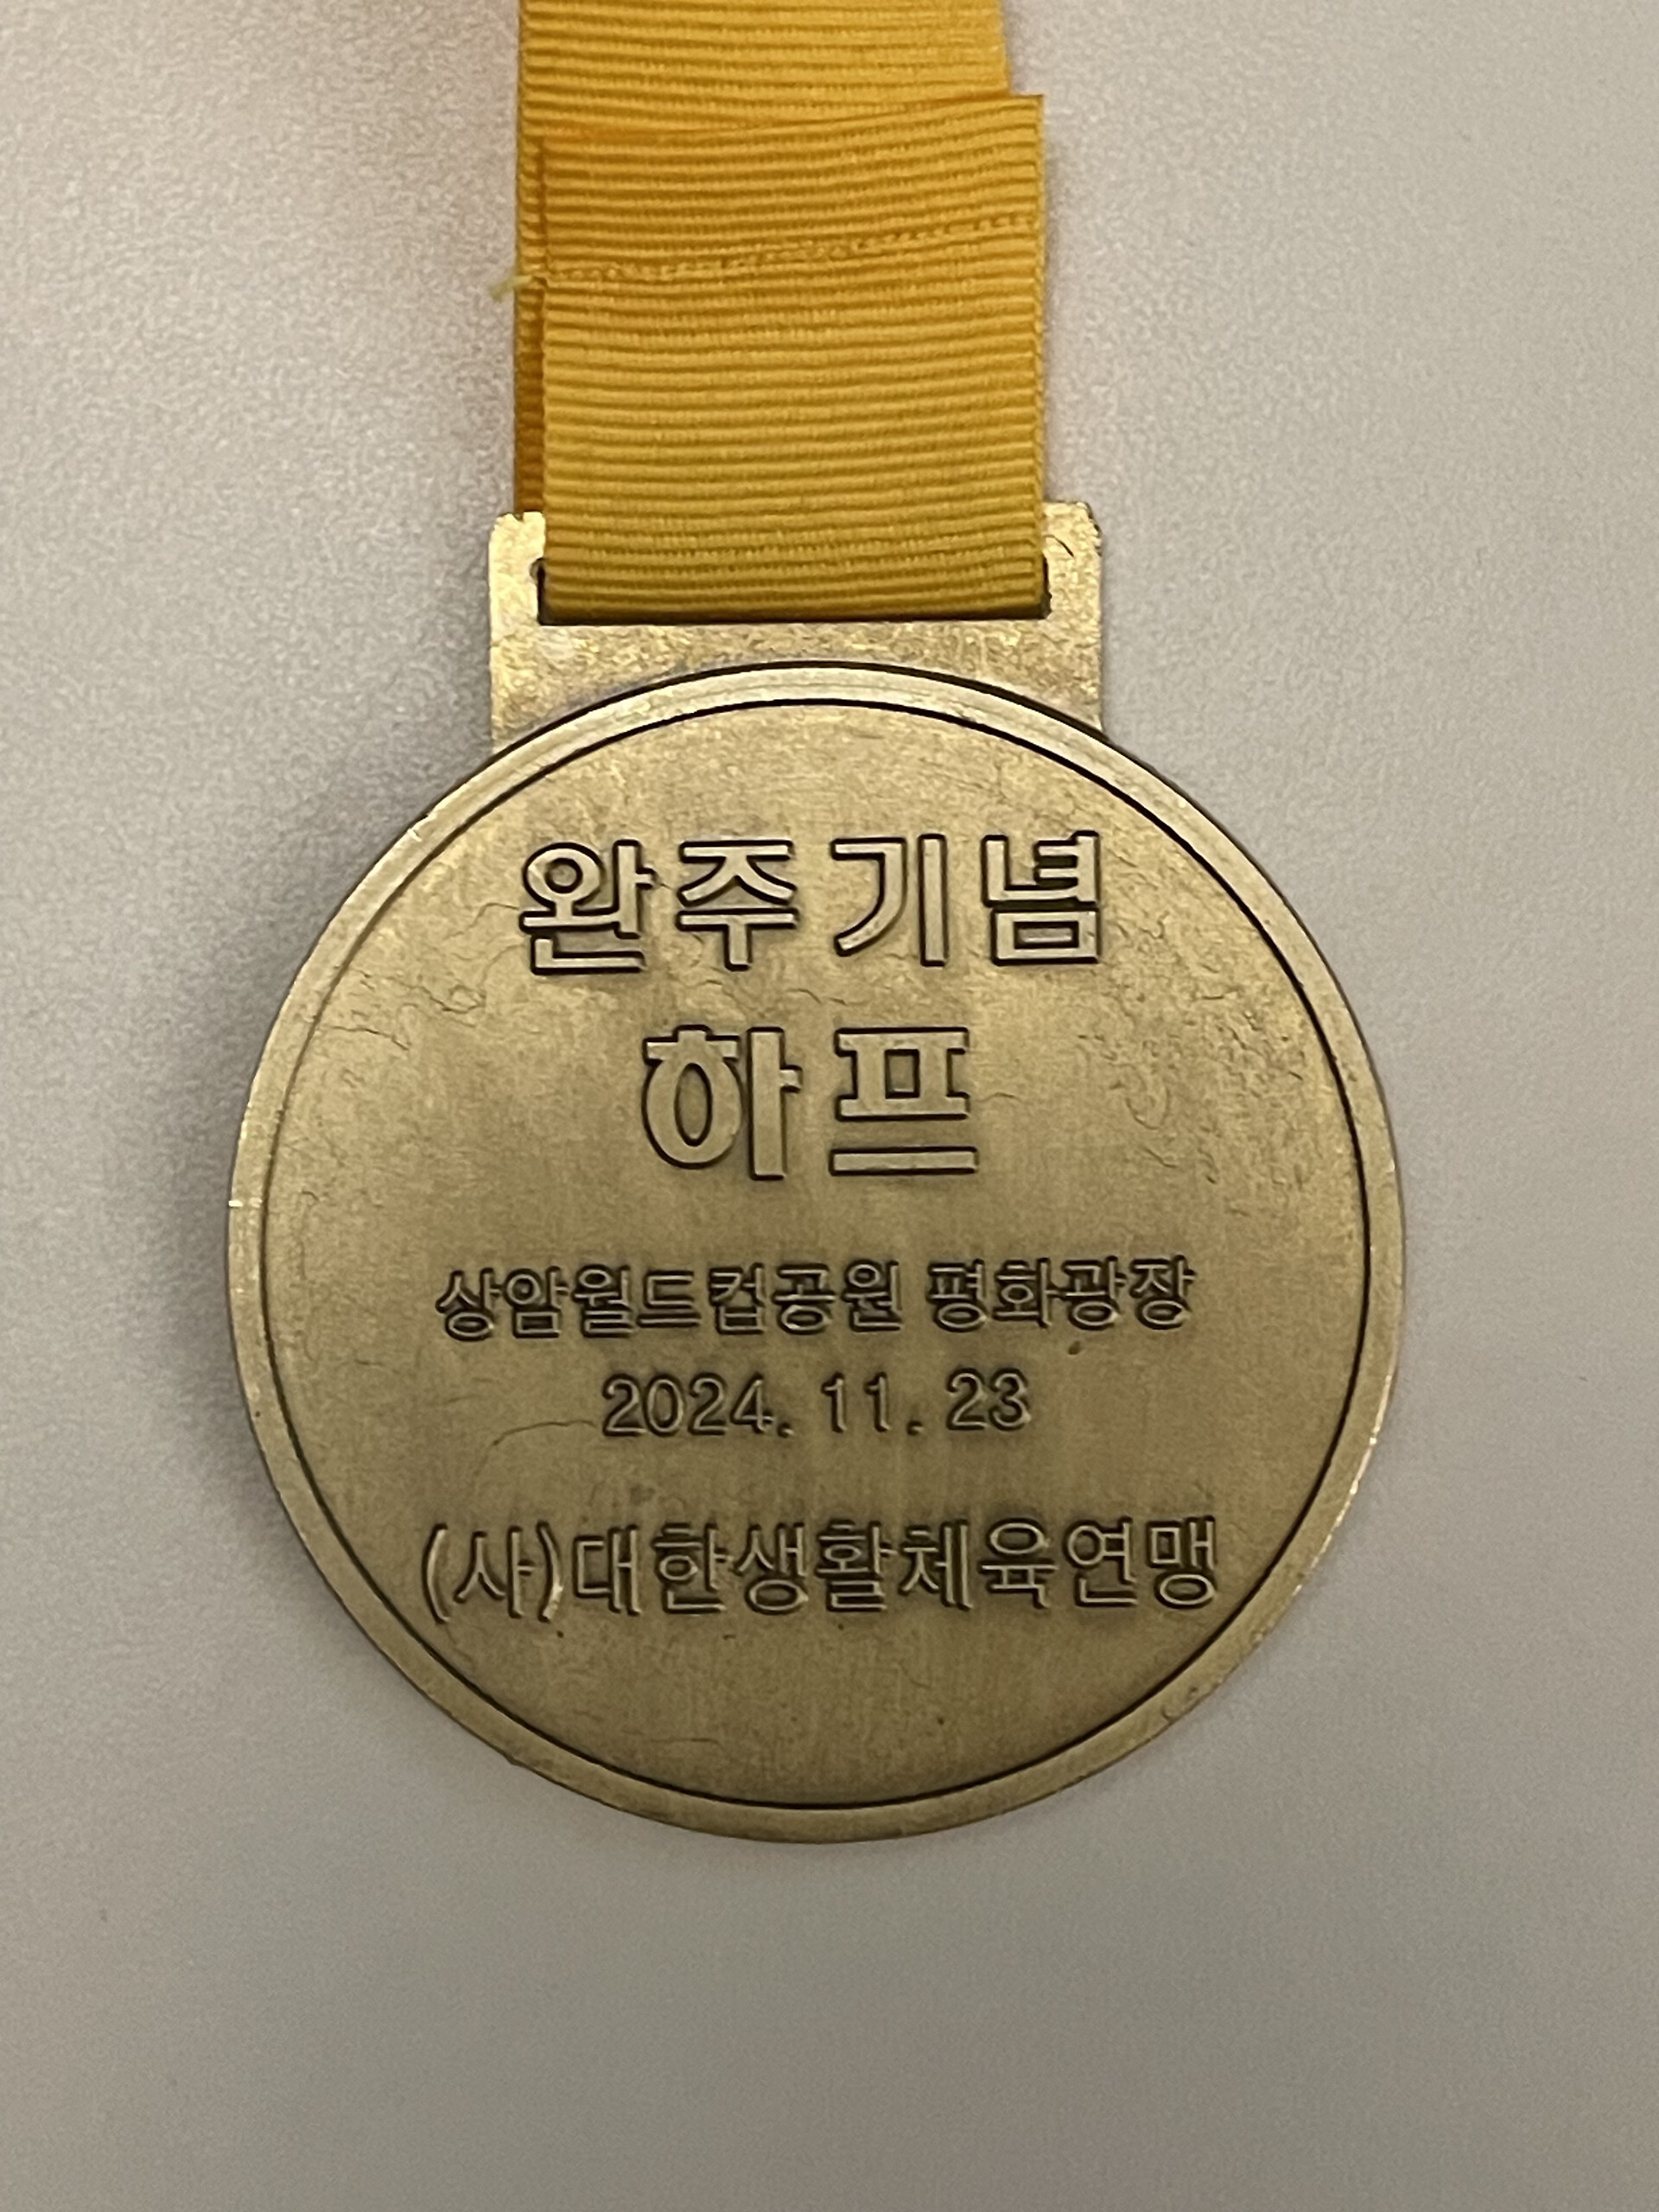 완주기념
하프
상암월드컵공원 평화광장
2024. 11. 23
(사)대한생활체육연맹